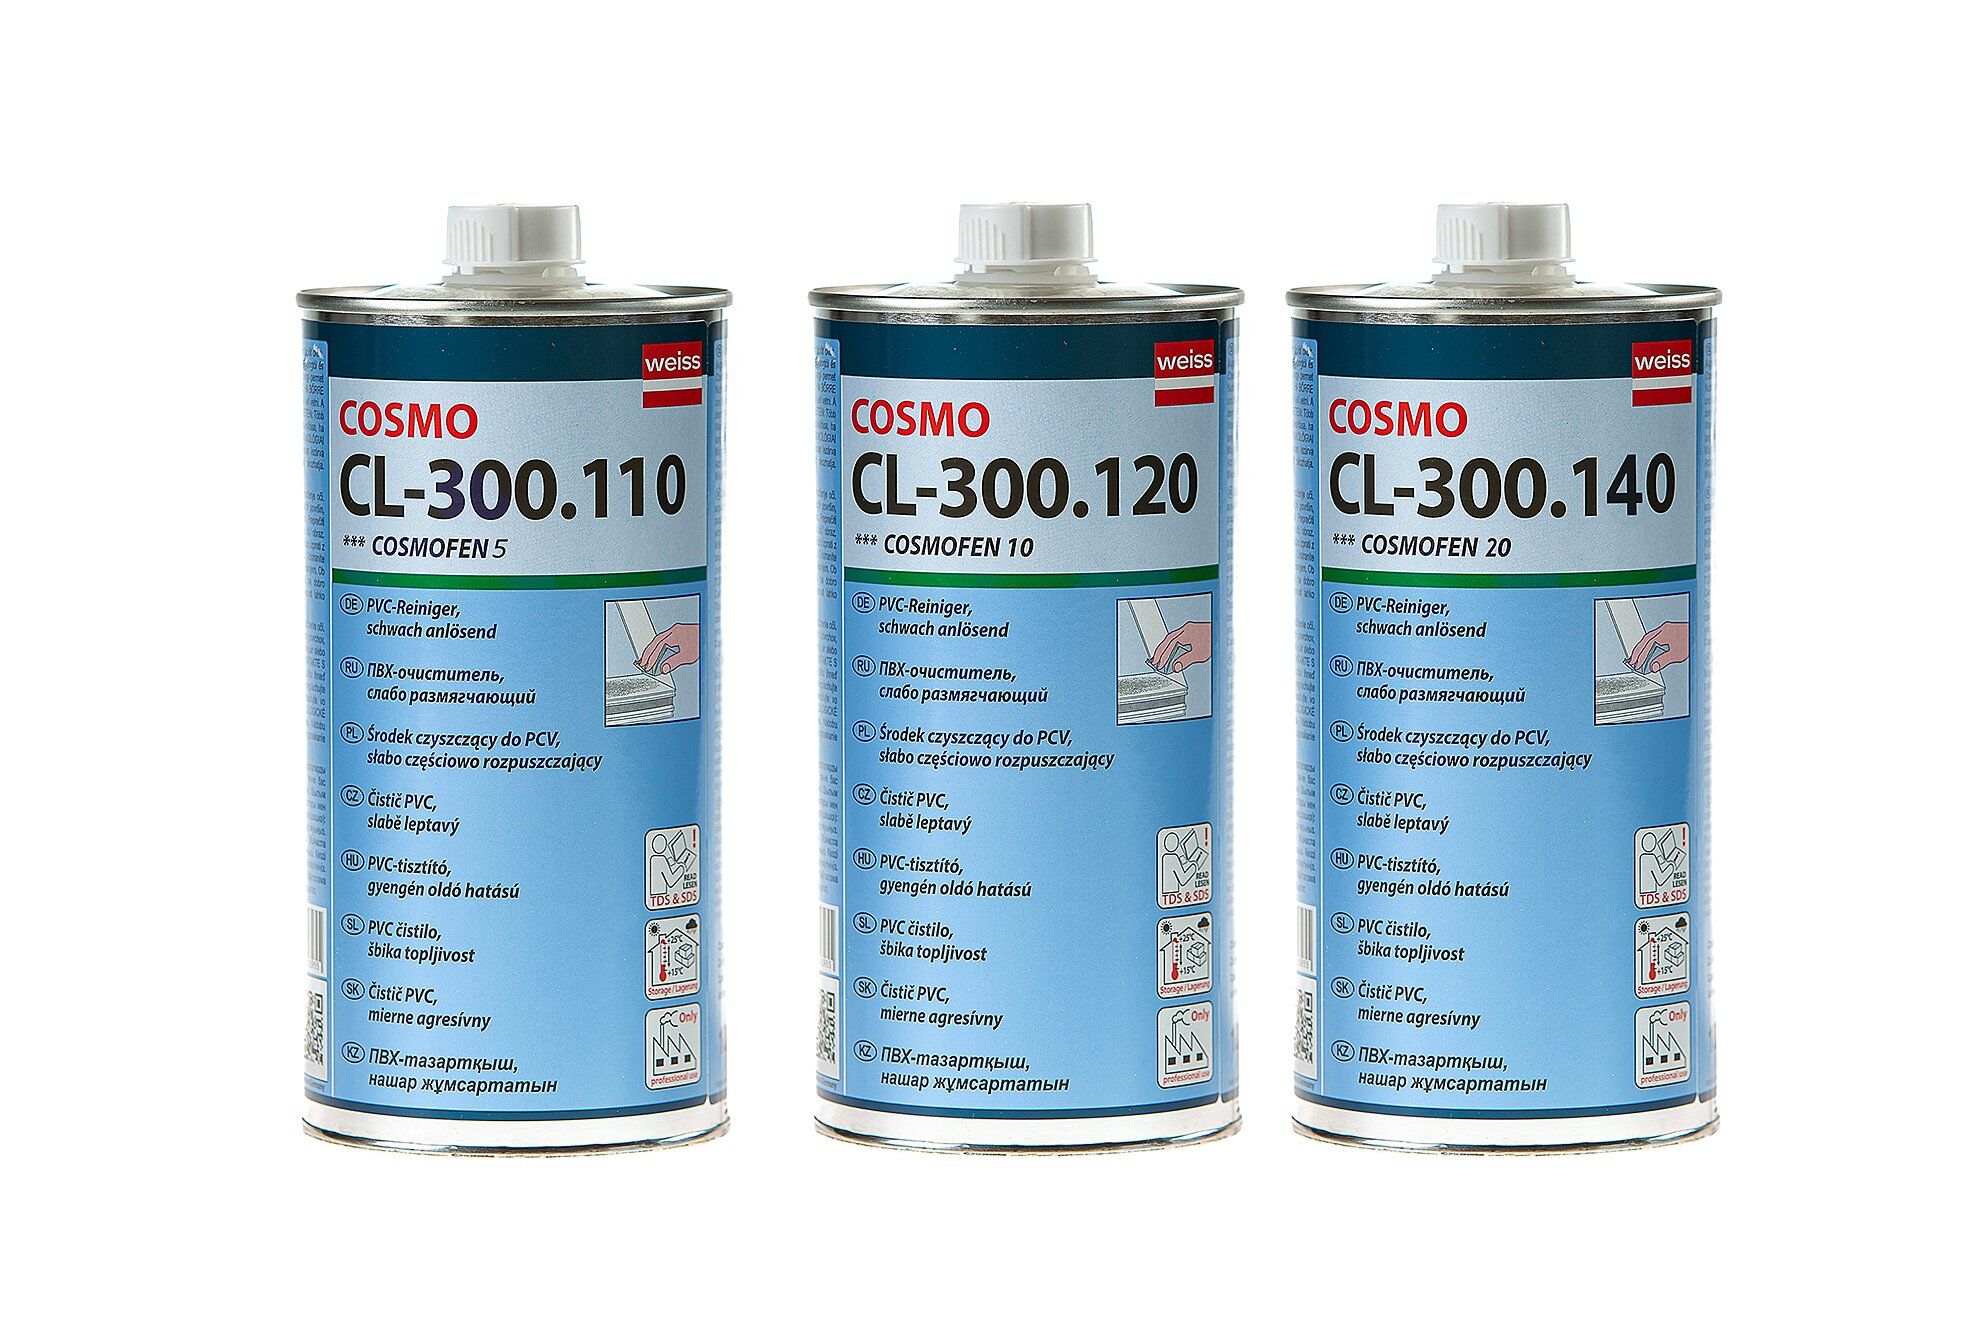 weiss
COSMO
CL-300.110
*** COSMOFEN 5
DE PVC-Reiniger,
schwach anlösend
RU ПВХ-очиститель,
слабо размягчающий
PL Środek czyszczący do PCV,
słabo częściowo rozpuszczający
CZ Čistič PVC,
slabě leptavý
HU PVC-tisztító,
gyengén oldó hatású
SL PVC čistilo,
šbika topljivost
SK Čistič PVC,
mierne agresívny
KZ ПВХ-тазартқыш,
нашар жұмсартатын
!
READ
LESEN
TDS & SDS
+25°C
+15°C
Storage / Lagerung
Only
professional use
weiss
COSMO
CL-300.120
*** COSMOFEN 10
DE PVC-Reiniger,
schwach anlösend
RU ПВХ-очиститель,
слабо размягчающий
PL Środek czyszczący do PCV,
słabo częściowo rozpuszczający
CZ Čistič PVC,
slabě leptavý
HU PVC-tisztító,
gyengén oldó hatású
SL PVC čistilo,
šbika topljivost
SK Čistič PVC,
mierne agresívny
KZ ПВХ-тазартқыш,
нашар жұмсартатын
!
READ
LESEN
TDS & SDS
+25°C
+15°C
Storage / Lagerung
Only
professional use
weiss
COSMO
CL-300.140
*** COSMOFEN 20
DE PVC-Reiniger,
schwach anlösend
RU ПВХ-очиститель,
слабо размягчающий
PL Środek czyszczący do PCV,
słabo częściowo rozpuszczający
CZ Čistič PVC,
slabě leptavý
HU PVC-tisztító,
gyengén oldó hatású
SL PVC čistilo,
šbika topljivost
SK Čistič PVC,
mierne agresívny
KZ ПВХ-тазартқыш,
нашар жұмсартатын
!
READ
LESEN
TDS & SDS
+25°C
+15°C
Storage / Lagerung
Only
professional use